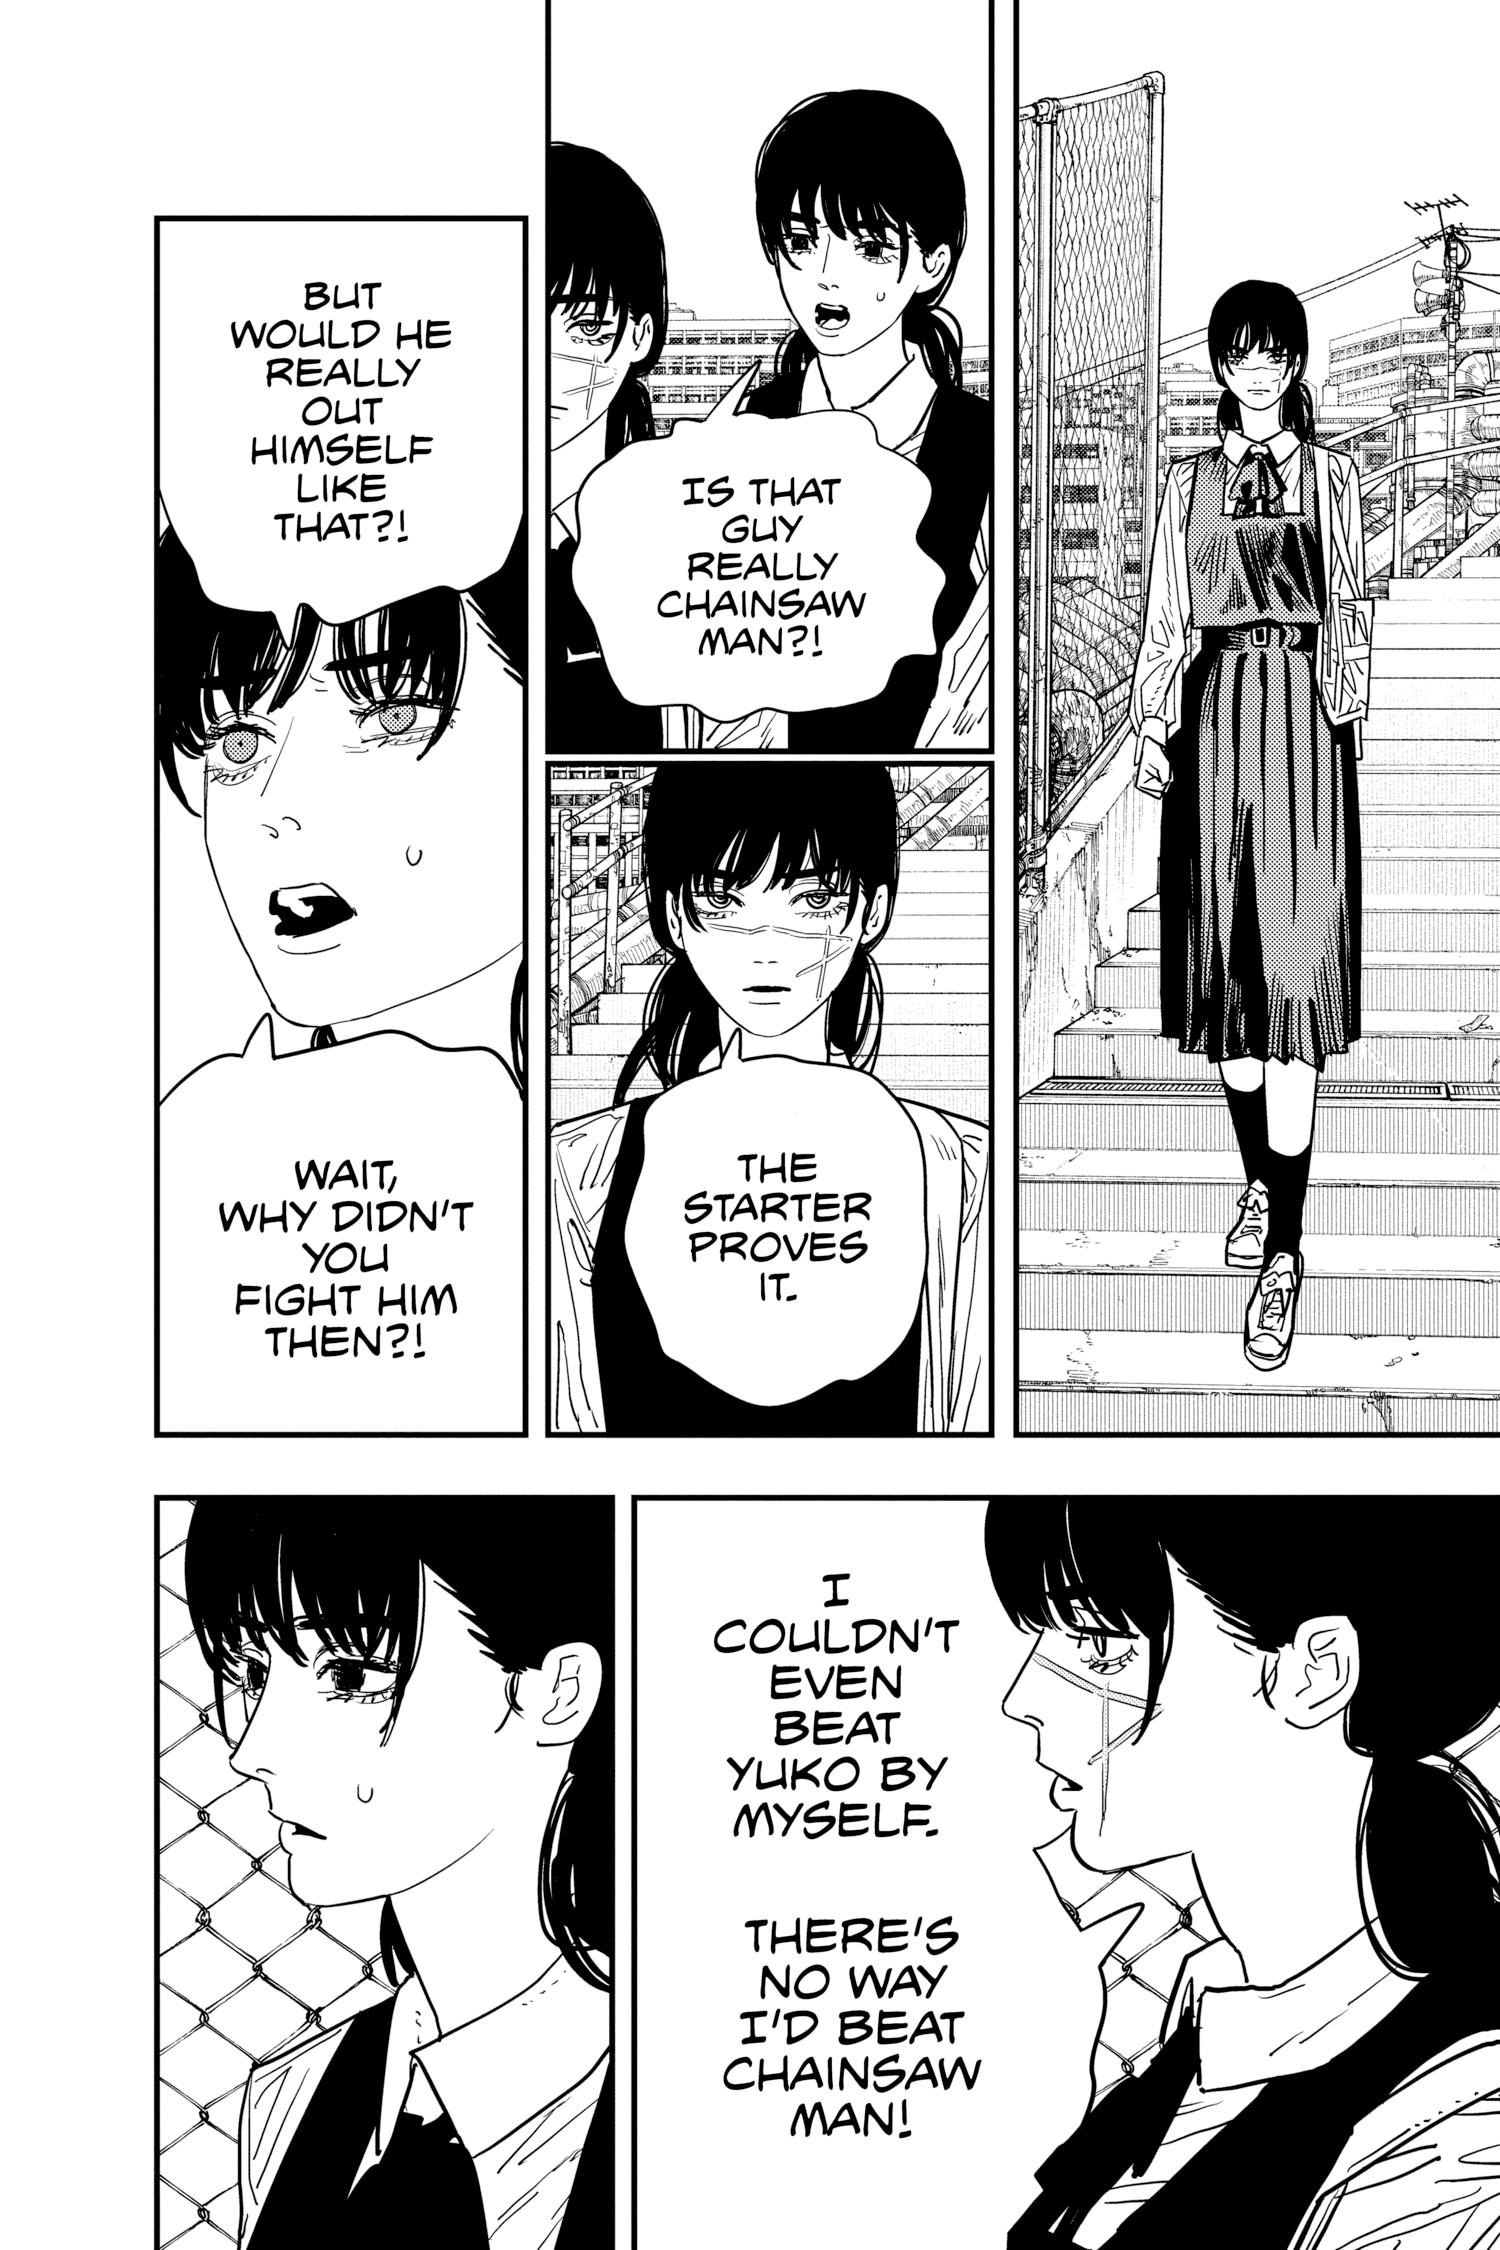 IS THAT
GUY
REALLY
CHAINSAW
MAN?!
THE
STARTER
PROVES
IT.
BUT
WOULD HE
REALLY
OUT
HIMSELF
LIKE
THAT?!
WAIT,
WHY DIDN'T
YOU
FIGHT HIM
THEN?!
I
COULDN'T
EVEN
BEAT
YUKO BY
MYSELF.
THERE'S
NO WAY
I'D BEAT
CHAINSAW
MAN!